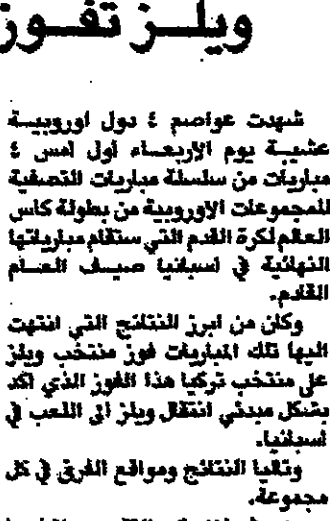 ويلز تفوز
شهدت عواصم ٤ دول اوروبية
عشية يوم الاربعاء اول امس ٤
مباريات من سلسلة مباريات التصفية
للمجموعات الاوروبية من بطولة كاس
العالم لكرة القدم التي ستقام مبارياتها
النهائية في اسبانيا صيف العام
القادم.
وكان من ابرز النتائج التي انتهت
اليها تلك المباريات فوز منتخب ويلز
على منتخب تركيا هذا الفوز الذي اكد
بشكل مبدئي انتقال ويلز الى اللعب في
اسبانيا.
وتاليا النتائج ومواقع الفرق في كل
مجموعة.